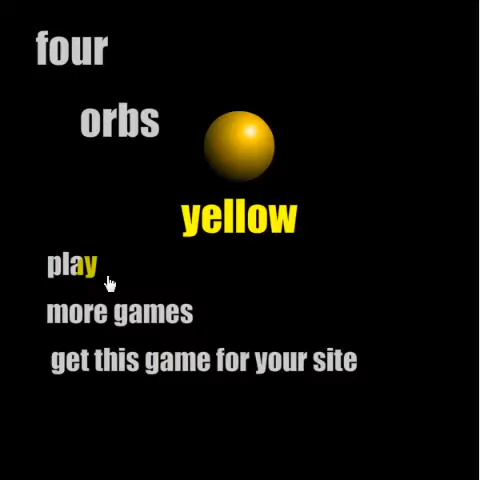 four
orbs
yellow
play
more games
get this game for your site